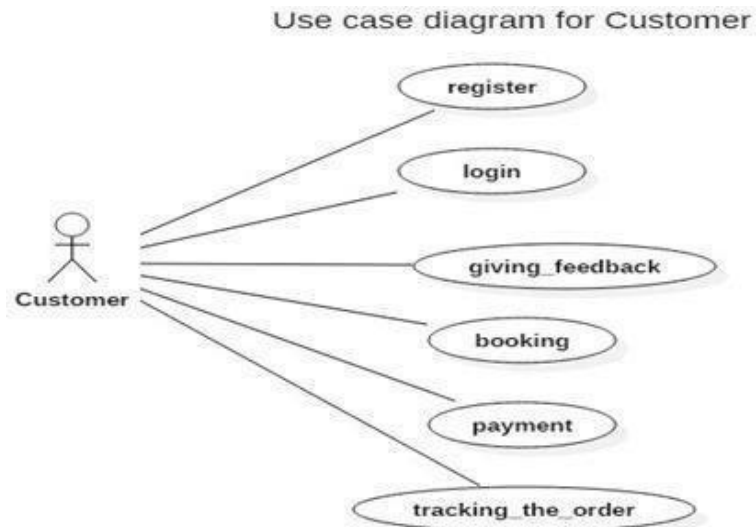 Use case diagram for Customer
register
login
giving_feedback
Customer
booking
payment
tracking_the_order